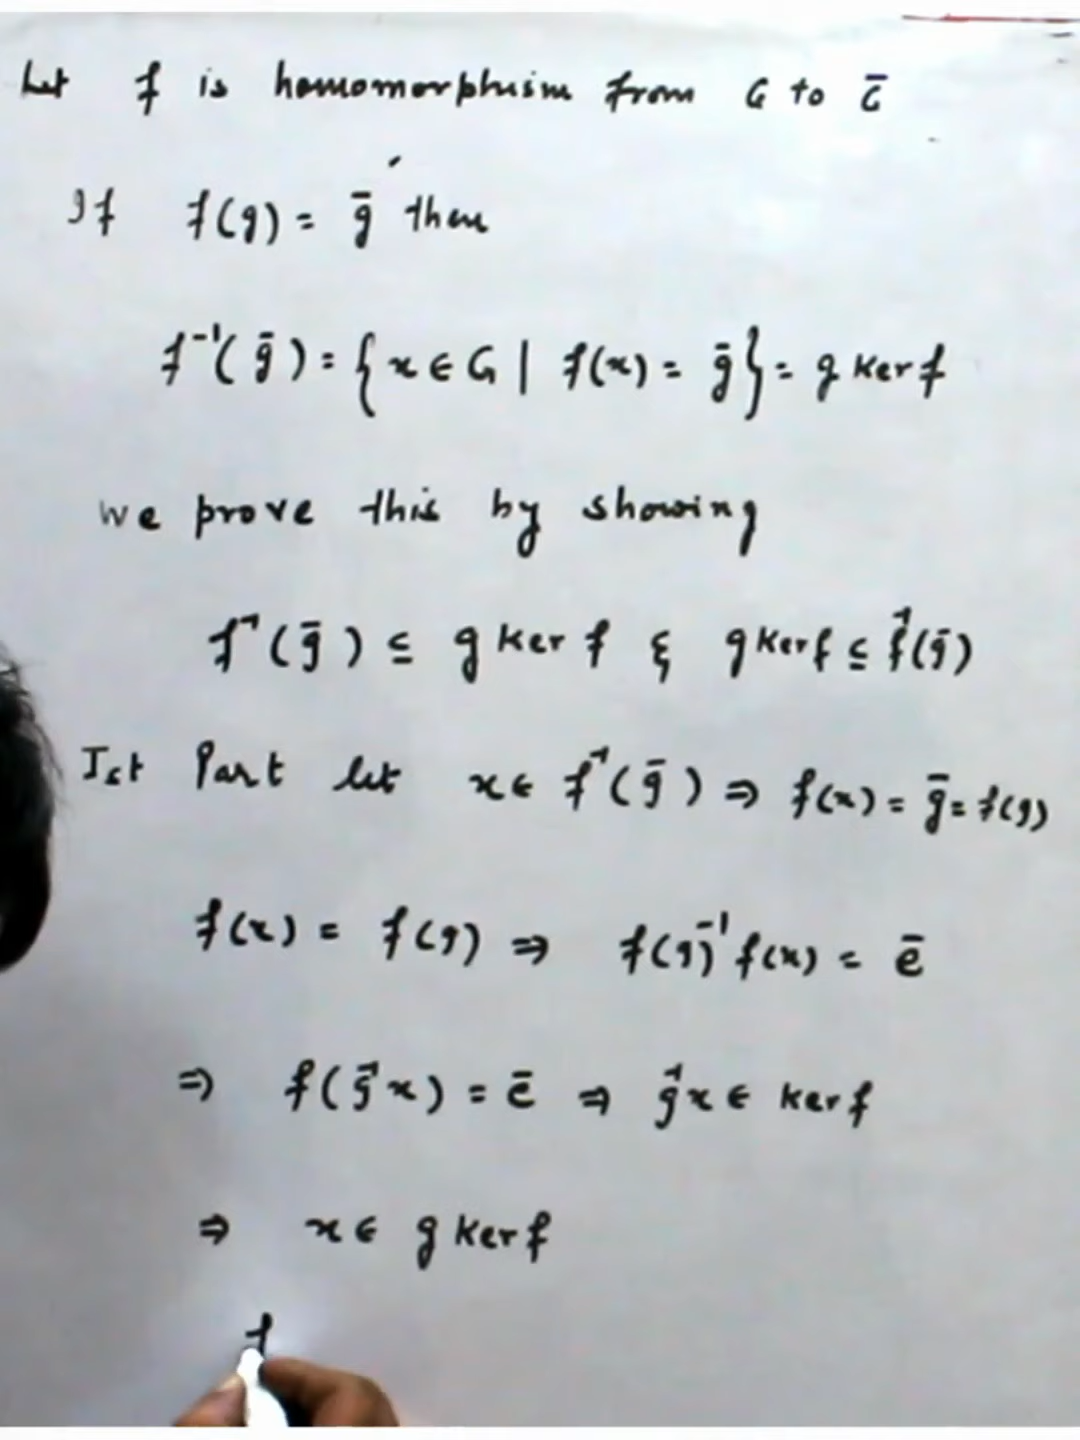 Let f is homomorphism from G to Ḡ
If f(g) = ḡ then
f⁻¹(ḡ) = {x ∈ G | f(x) = ḡ} = g Ker f
we prove this by showing
f⁻¹(ḡ) ⊆ g Ker f & g Ker f ⊆ f⁻¹(ḡ)
Ist Part let x ∈ f⁻¹(ḡ) ⇒ f(x) = ḡ = f(g)
f(x) = f(g) ⇒ f(g)⁻¹ f(x) = ē
⇒ f(g⁻¹x) = ē ⇒ g⁻¹x ∈ Ker f
⇒ x ∈ g Ker f
f